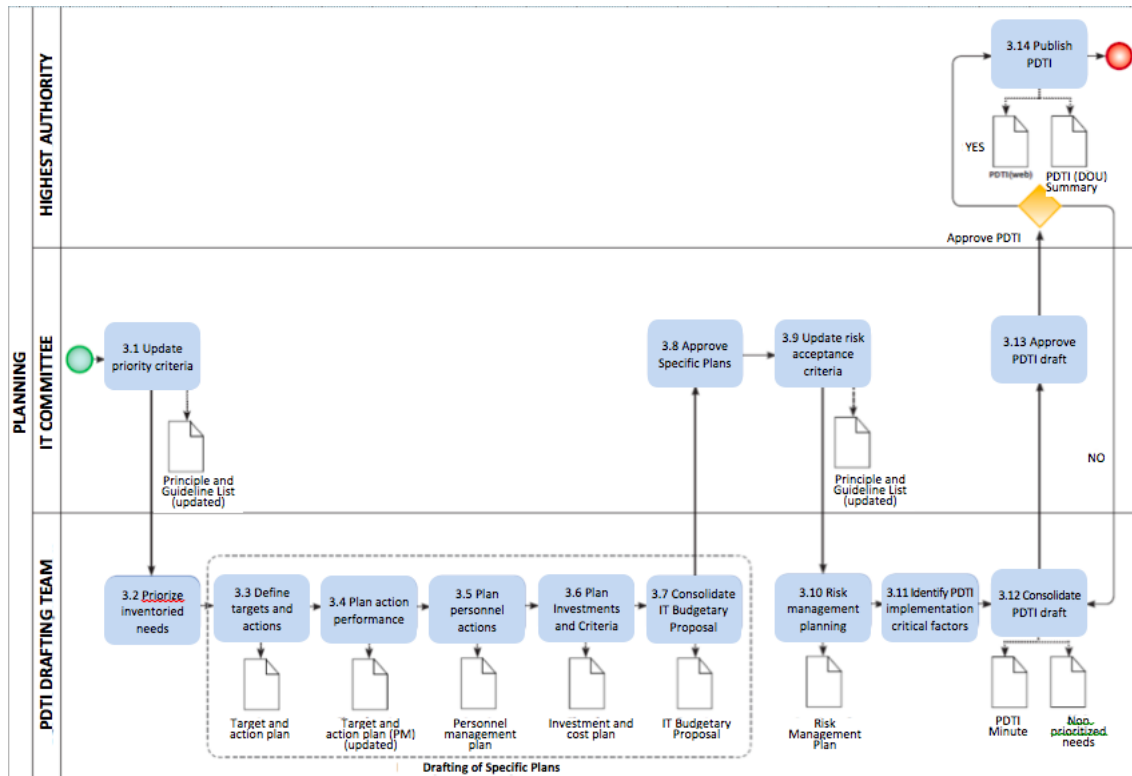 PLANNING
HIGHEST AUTHORITY
3.14 Publish
PDTI
YES
PDTI(web)
PDTI (DOU)
Summary
Approve PDTI
IT COMMITTEE
3.1 Update
priority criteria
Principle and
Guideline List
(updated)
3.8 Approve
Specific Plans
3.9 Update risk
acceptance
criteria
Principle and
Guideline List
(updated)
3.13 Approve
PDTI draft
NO
PDTI DRAFTING TEAM
3.2 Priorize
inventoried
needs
3.3 Define
targets and
actions
Target and
action plan
3.4 Plan action
performance
Target and
action plan (PM)
(updated)
3.5 Plan
personnel
actions
Personnel
management
plan
3.6 Plan
Investments
and Criteria
Investment and
cost plan
3.7 Consolidate
IT Budgetary
Proposal
IT Budgetary
Proposal
Drafting of Specific Plans
3.10 Risk
management
planning
Risk
Management
Plan
3.11 Identify PDTI
implementation
critical factors
3.12 Consolidate
PDTI draft
PDTI
Minute
Non
prioritized
needs